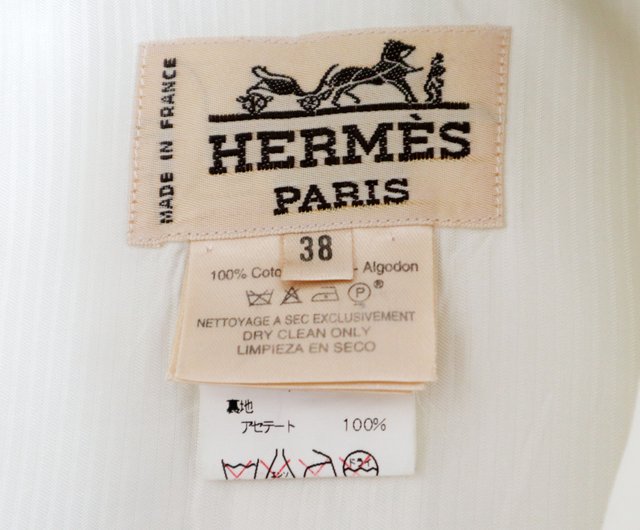 MADE IN FRANCE
HERMÈS
PARIS
38
100% - Algodon
P ®
NETTOYAGE A SEC EXCLUSIVEMENT
DRY CLEAN ONLY
LIMPIEZA EN SECO
裏地
アセテート 100%